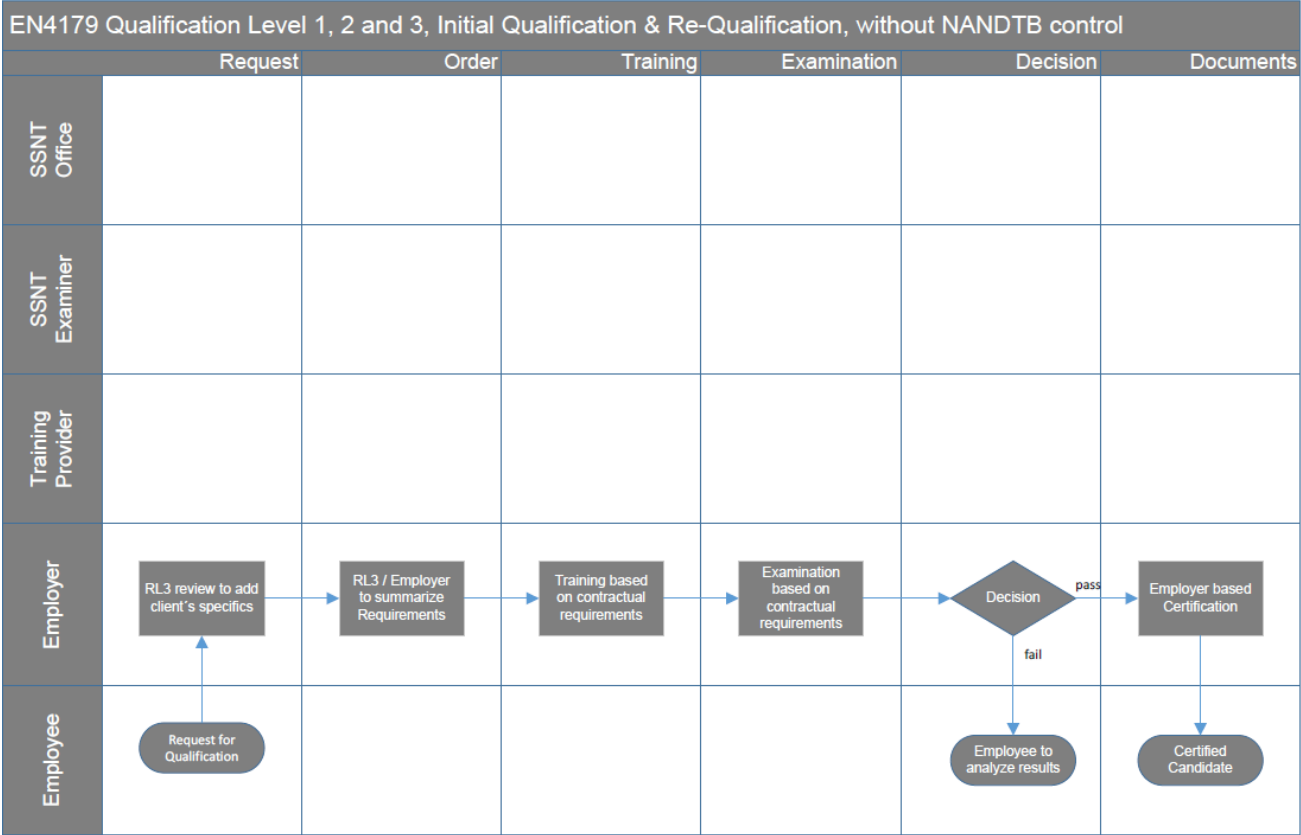 EN4179 Qualification Level 1, 2 and 3, Initial Qualification & Re-Qualification, without NANDTB control
Request
Order
Training
Examination
Decision
Documents
SSNT
Office
SSNT
Examiner
Training
Provider
Employer
RL3 review to add
client´s specifics
RL3 / Employer
to summarize
Requirements
Training based
on contractual
requirements
Examination
based on
contractual
requirements
Decision
pass
fail
Employer based
Certification
Employee
Request for
Qualification
Employee to
analyze results
Certified
Candidate